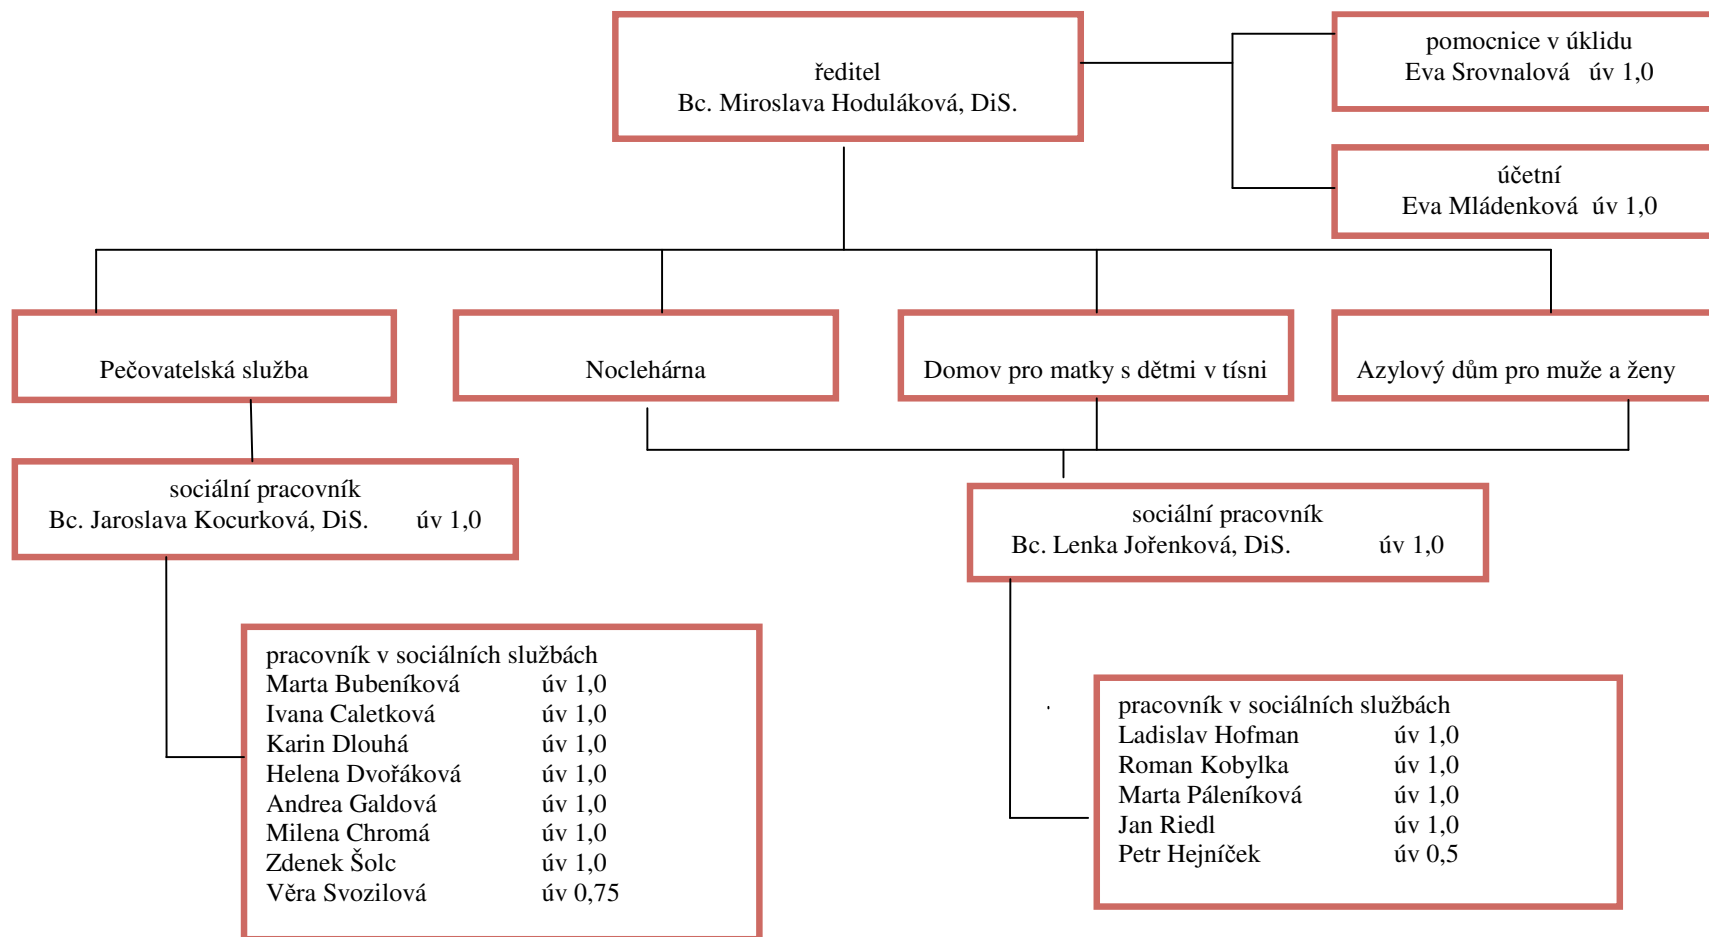 ředitel
Bc. Miroslava Hoduláková, DiS.
pomocnice v úklidu
Eva Srovnalová úv 1,0
účetní
Eva Mládenková úv 1,0
Pečovatelská služba
Noclehárna
Domov pro matky s dětmi v tísni
Azylový dům pro muže a ženy
sociální pracovník
Bc. Jaroslava Kocurková, DiS. úv 1,0
sociální pracovník
Bc. Lenka Jořenková, DiS. úv 1,0
pracovník v sociálních službách
Marta Bubeníková úv 1,0
Ivana Caletková úv 1,0
Karin Dlouhá úv 1,0
Helena Dvořáková úv 1,0
Andrea Galdová úv 1,0
Milena Chromá úv 1,0
Zdenek Šolc úv 1,0
Věra Svozilová úv 0,75
pracovník v sociálních službách
Ladislav Hofman úv 1,0
Roman Kobylka úv 1,0
Marta Páleníková úv 1,0
Jan Riedl úv 1,0
Petr Hejníček úv 0,5